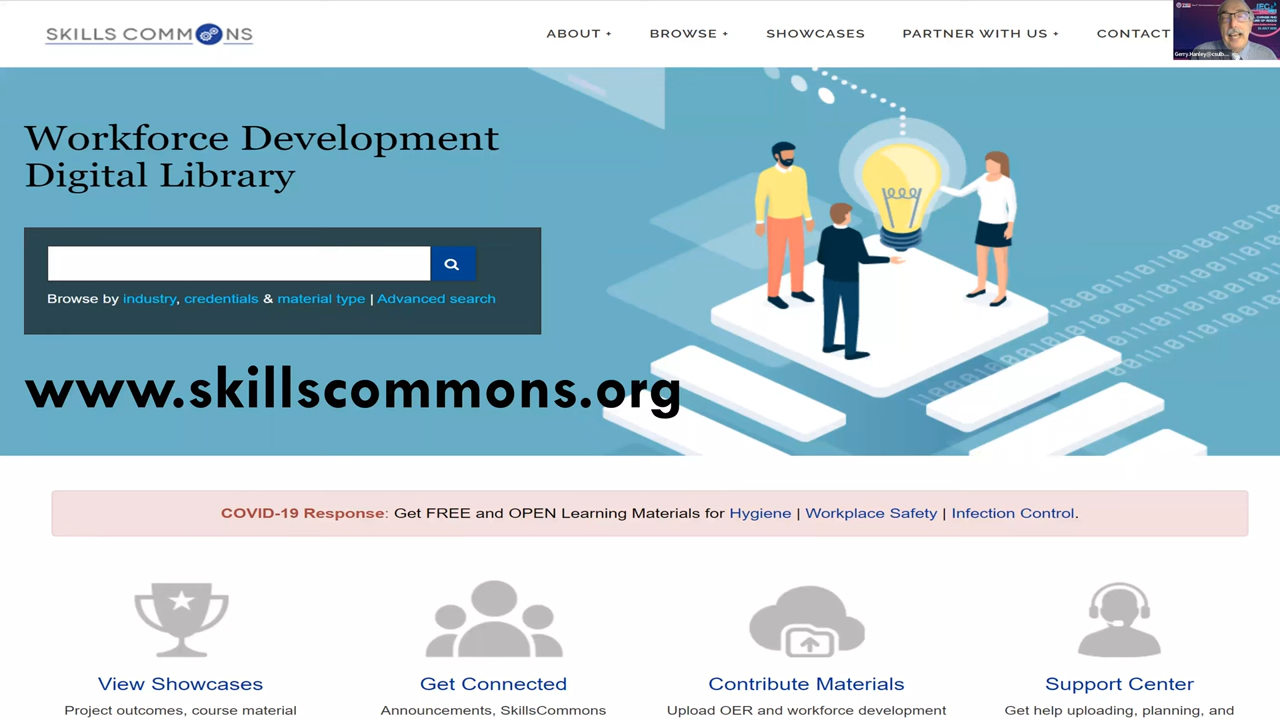 SKILLS COMMONS
ABOUT +
BROWSE +
SHOWCASES
PARTNER WITH US +
CONTACT
Gerry.Hanley@csulb...
Workforce Development
Digital Library
Browse by industry, credentials & material type | Advanced search
www.skillscommons.org
COVID-19 Response: Get FREE and OPEN Learning Materials for Hygiene | Workplace Safety | Infection Control.
View Showcases
Project outcomes, course material
Get Connected
Announcements, SkillsCommons
Contribute Materials
Upload OER and workforce development
Support Center
Get help uploading, planning, and